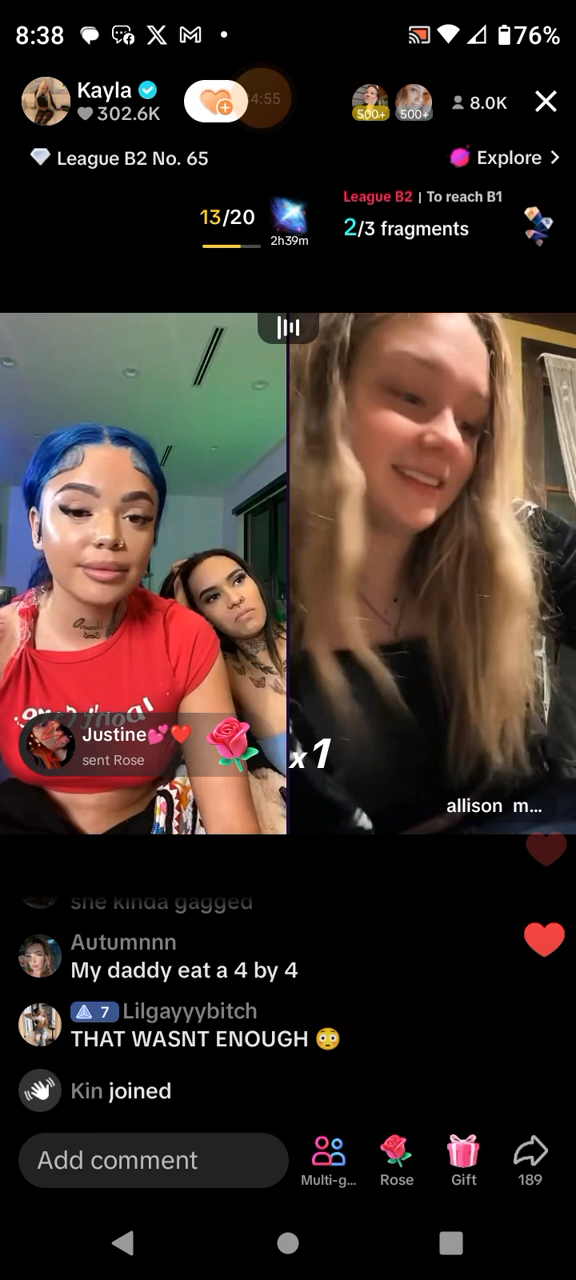 8:38
76%
Kayla
302.6K
4:55
500+
500+
8.0K
League B2 No. 65
Explore >
13/20
2h39m
League B2 | To reach B1
2/3 fragments
Justine💕❤️
sent Rose
x1
allison m...
she kinda gagged
Autumnnn
My daddy eat a 4 by 4
7 Lilgayyybitch
THAT WASNT ENOUGH 😳
Kin joined
Add comment
Multi-g...
Rose
Gift
189